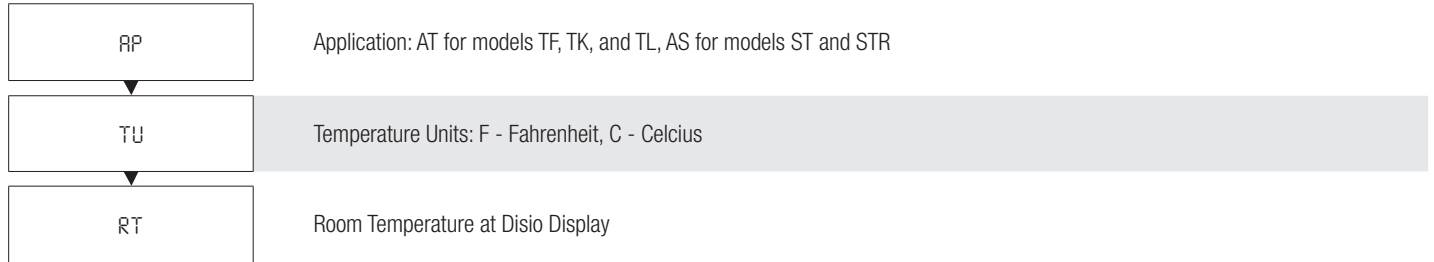 AP
Application: AT for models TF, TK, and TL, AS for models ST and STR
TU
Temperature Units: F - Fahrenheit, C - Celcius
RT
Room Temperature at Disio Display